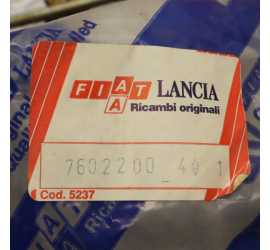 FIAT LANCIA
A Ricambi originali
7602200 40 1
Cod. 5237